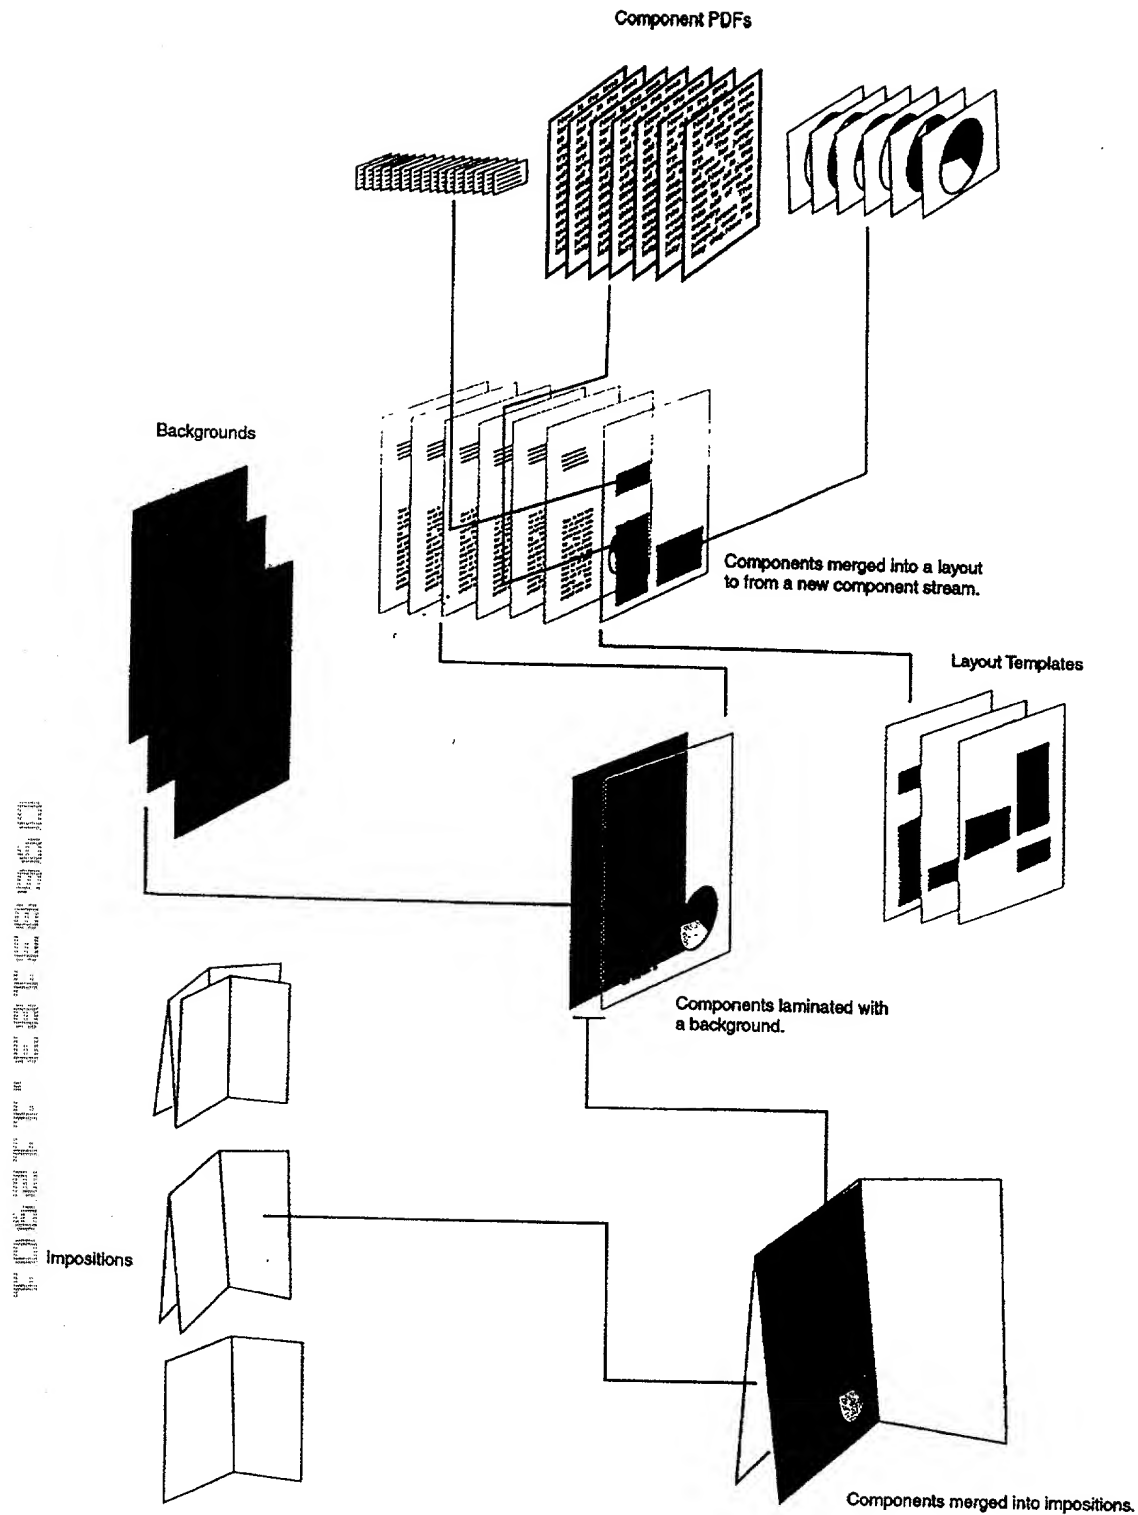 Component PDFs
Backgrounds
Components merged into a layout
to from a new component stream.
Layout Templates
Components laminated with
a background.
Impositions
Components merged into impositions.